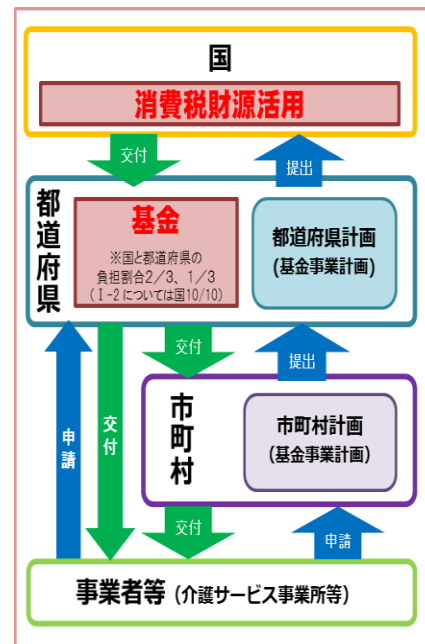 国
消費税財源活用
交付
提出
都道府県
基金
※国と都道府県の
負担割合2/3、1/3
(Ⅰ-2については国10/10)
都道府県計画
(基金事業計画)
交付
提出
申請
交付
市町村
市町村計画
(基金事業計画)
交付
申請
事業者等 (介護サービス事業所等)